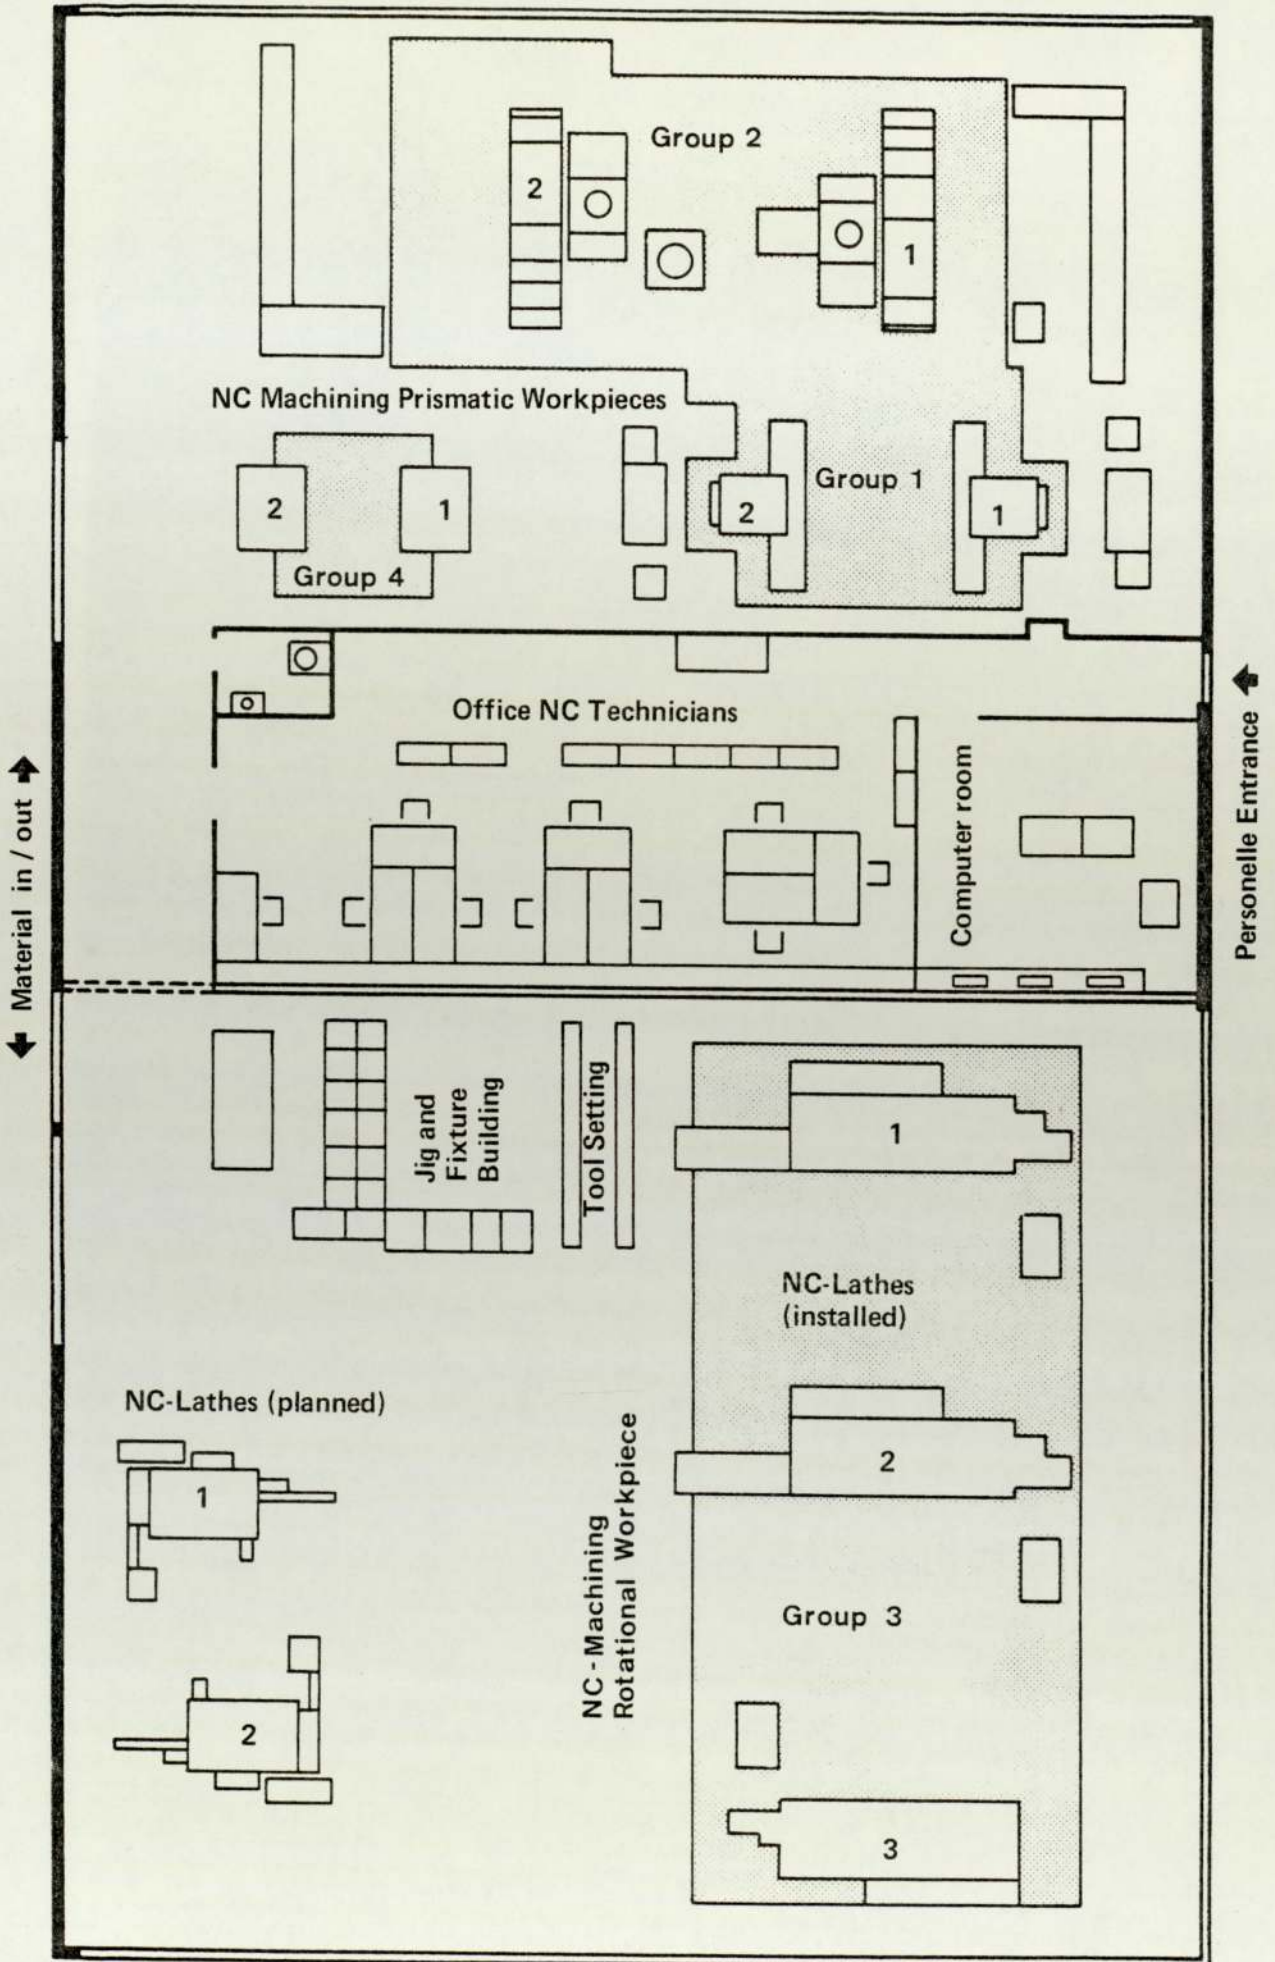 Group 2
2
1
NC Machining Prismatic Workpieces
Group 1
2
1
2
1
Group 4
Office NC Technicians
Computer room
Material in / out
Personelle Entrance
Jig and
Fixture
Building
Tool Setting
1
NC-Lathes
(installed)
2
NC-Lathes (planned)
1
2
NC - Machining
Rotational Workpiece
Group 3
3